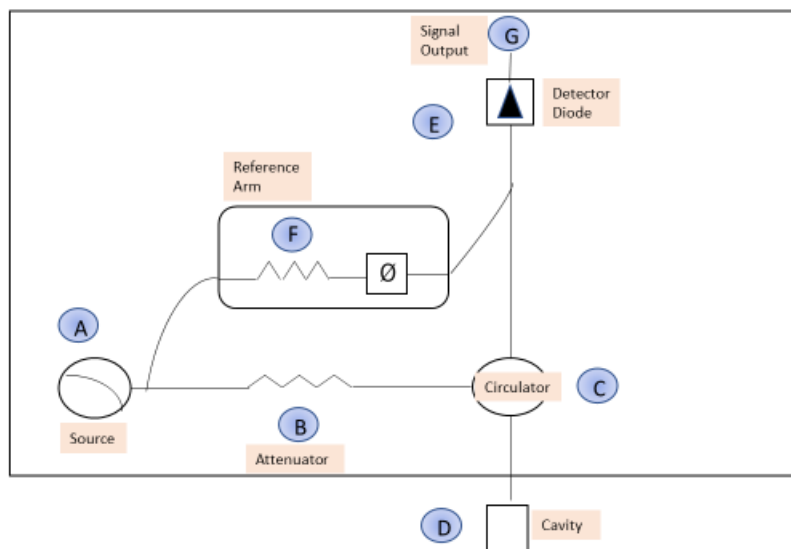 Signal
Output
G
Detector
Diode
E
Reference
Arm
F
Ø
A
Source
B
Attenuator
Circulator
C
D
Cavity